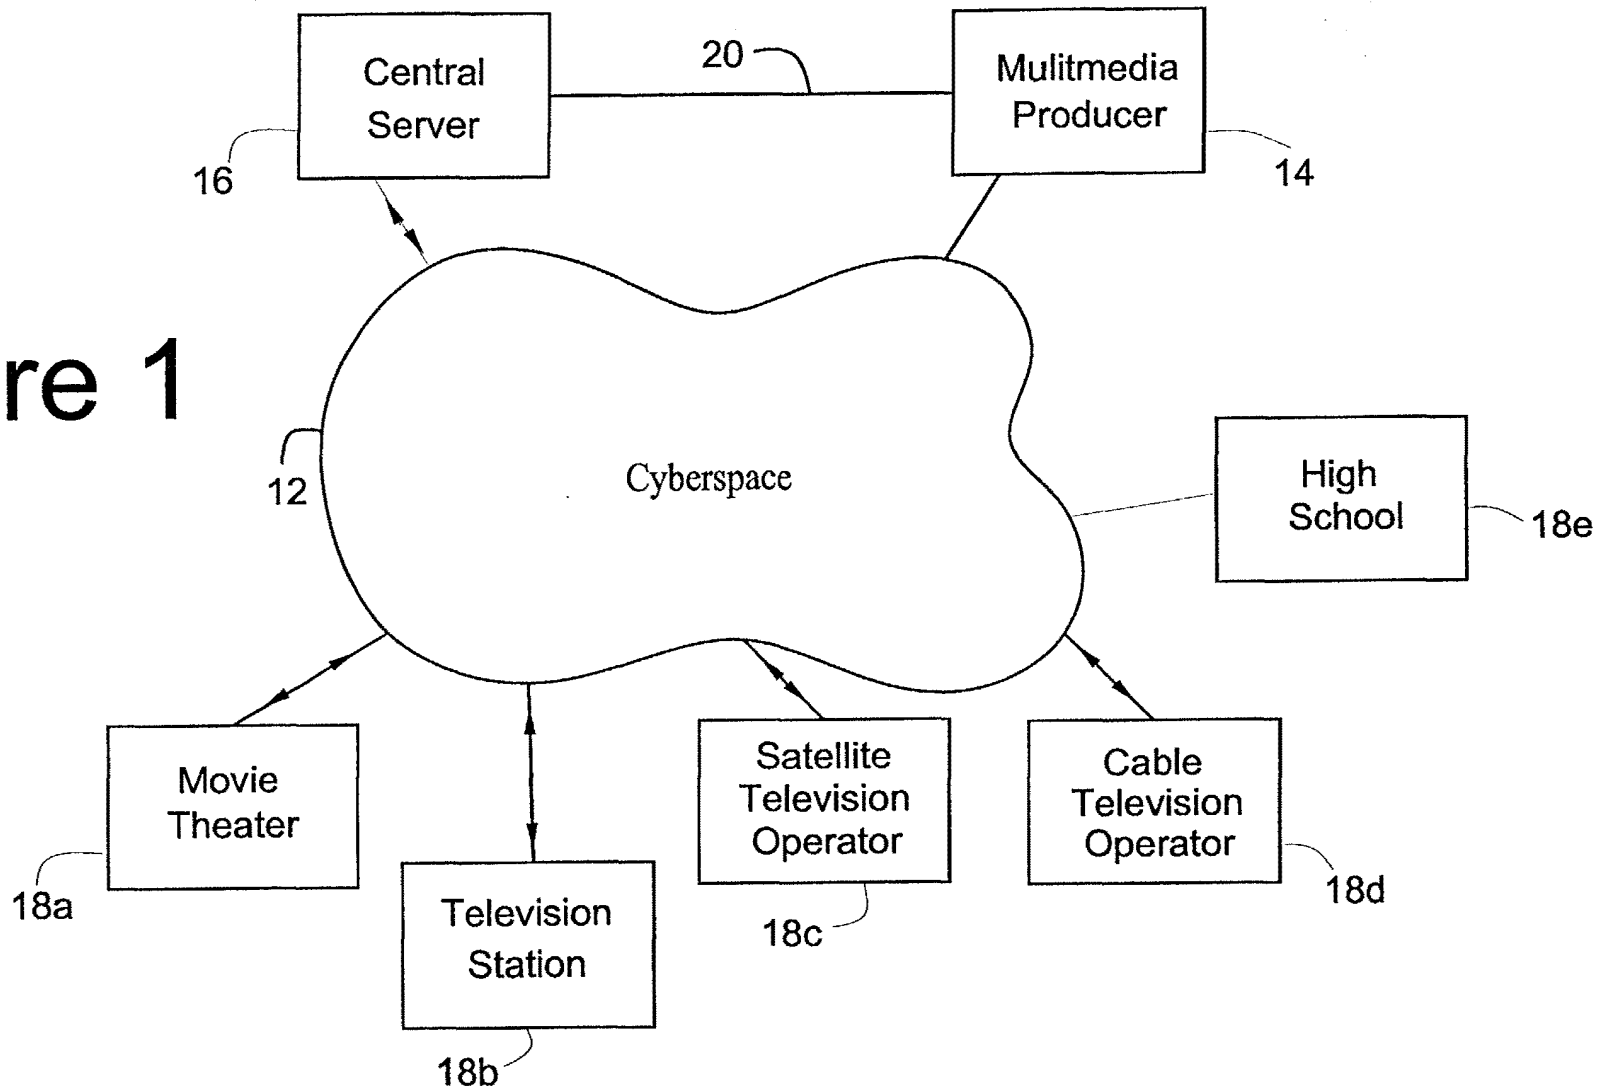 Central
Server
20
Mulitmedia
Producer
16
14
re 1
12
Cyberspace
High
School
18e
Movie
Theater
18a
Television
Station
18b
Satellite
Television
Operator
18c
Cable
Television
Operator
18d